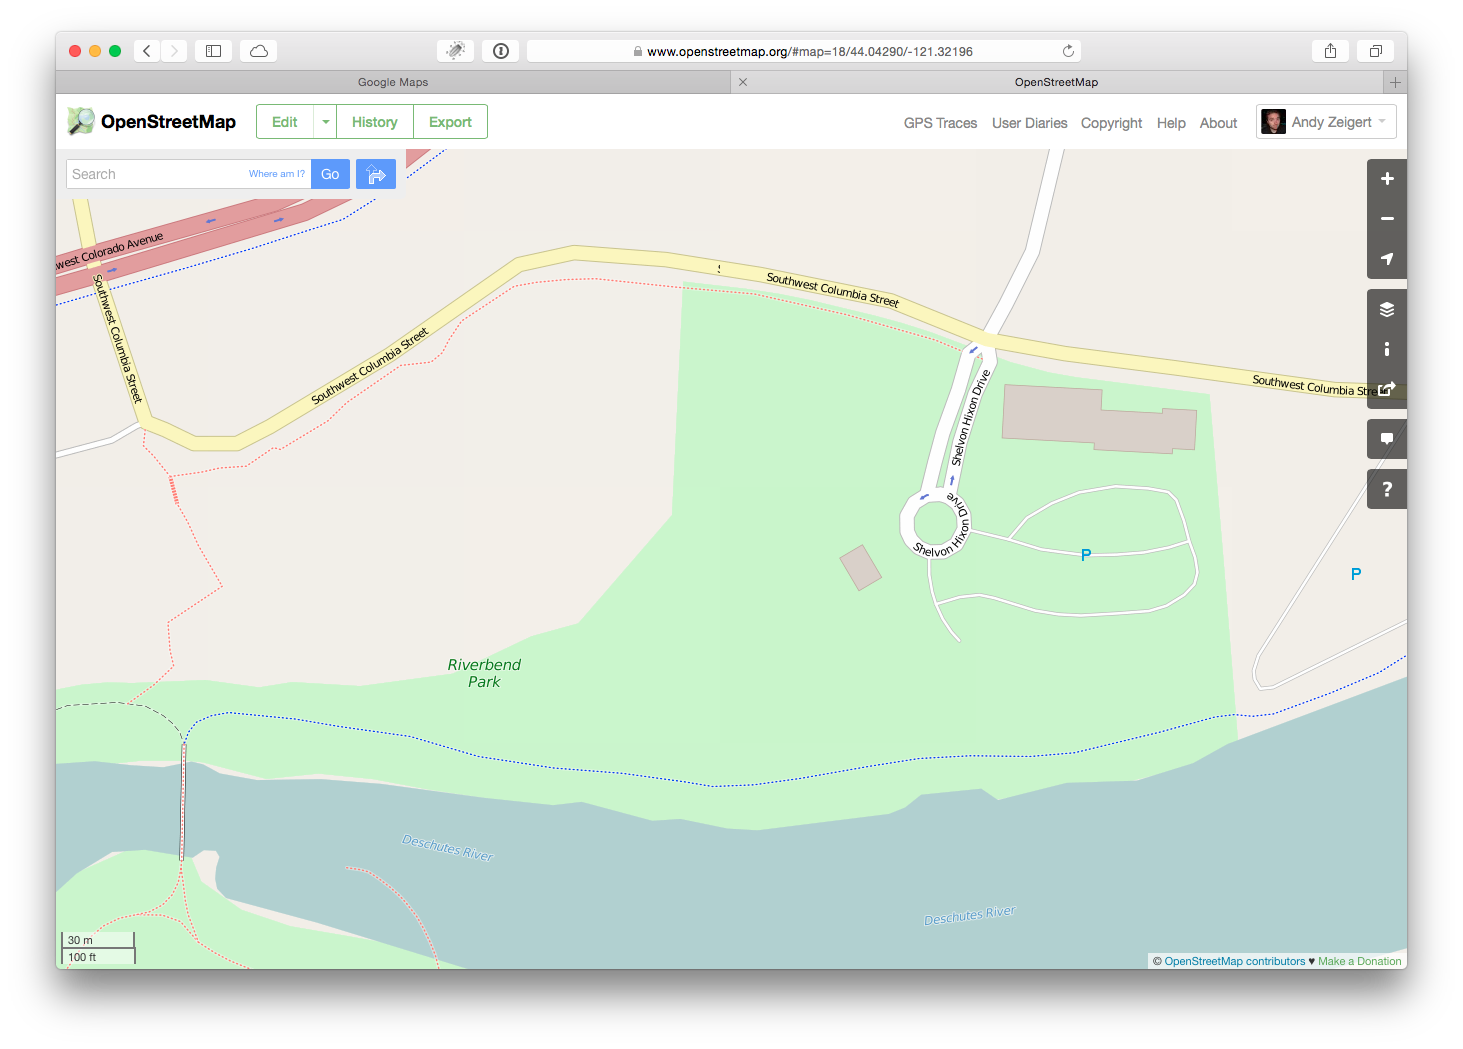 www.openstreetmap.org/#map=18/44.04290/-121.32196
Google Maps
OpenStreetMap
OpenStreetMap
Edit
History
Export
GPS Traces
User Diaries
Copyright
Help
About
Andy Zeigert
Search
Where am I?
Go
west Colorado Avenue
Southwest Columbia Street
Southwest Columbia Street
Southwest Columbia Street
Southwest Columbia Stre
Shelvon Hixon Drive
Shelvon Hixon Drive
P
P
Riverbend
Park
Deschutes River
Deschutes River
30 m
100 ft
© OpenStreetMap contributors ♥ Make a Donation